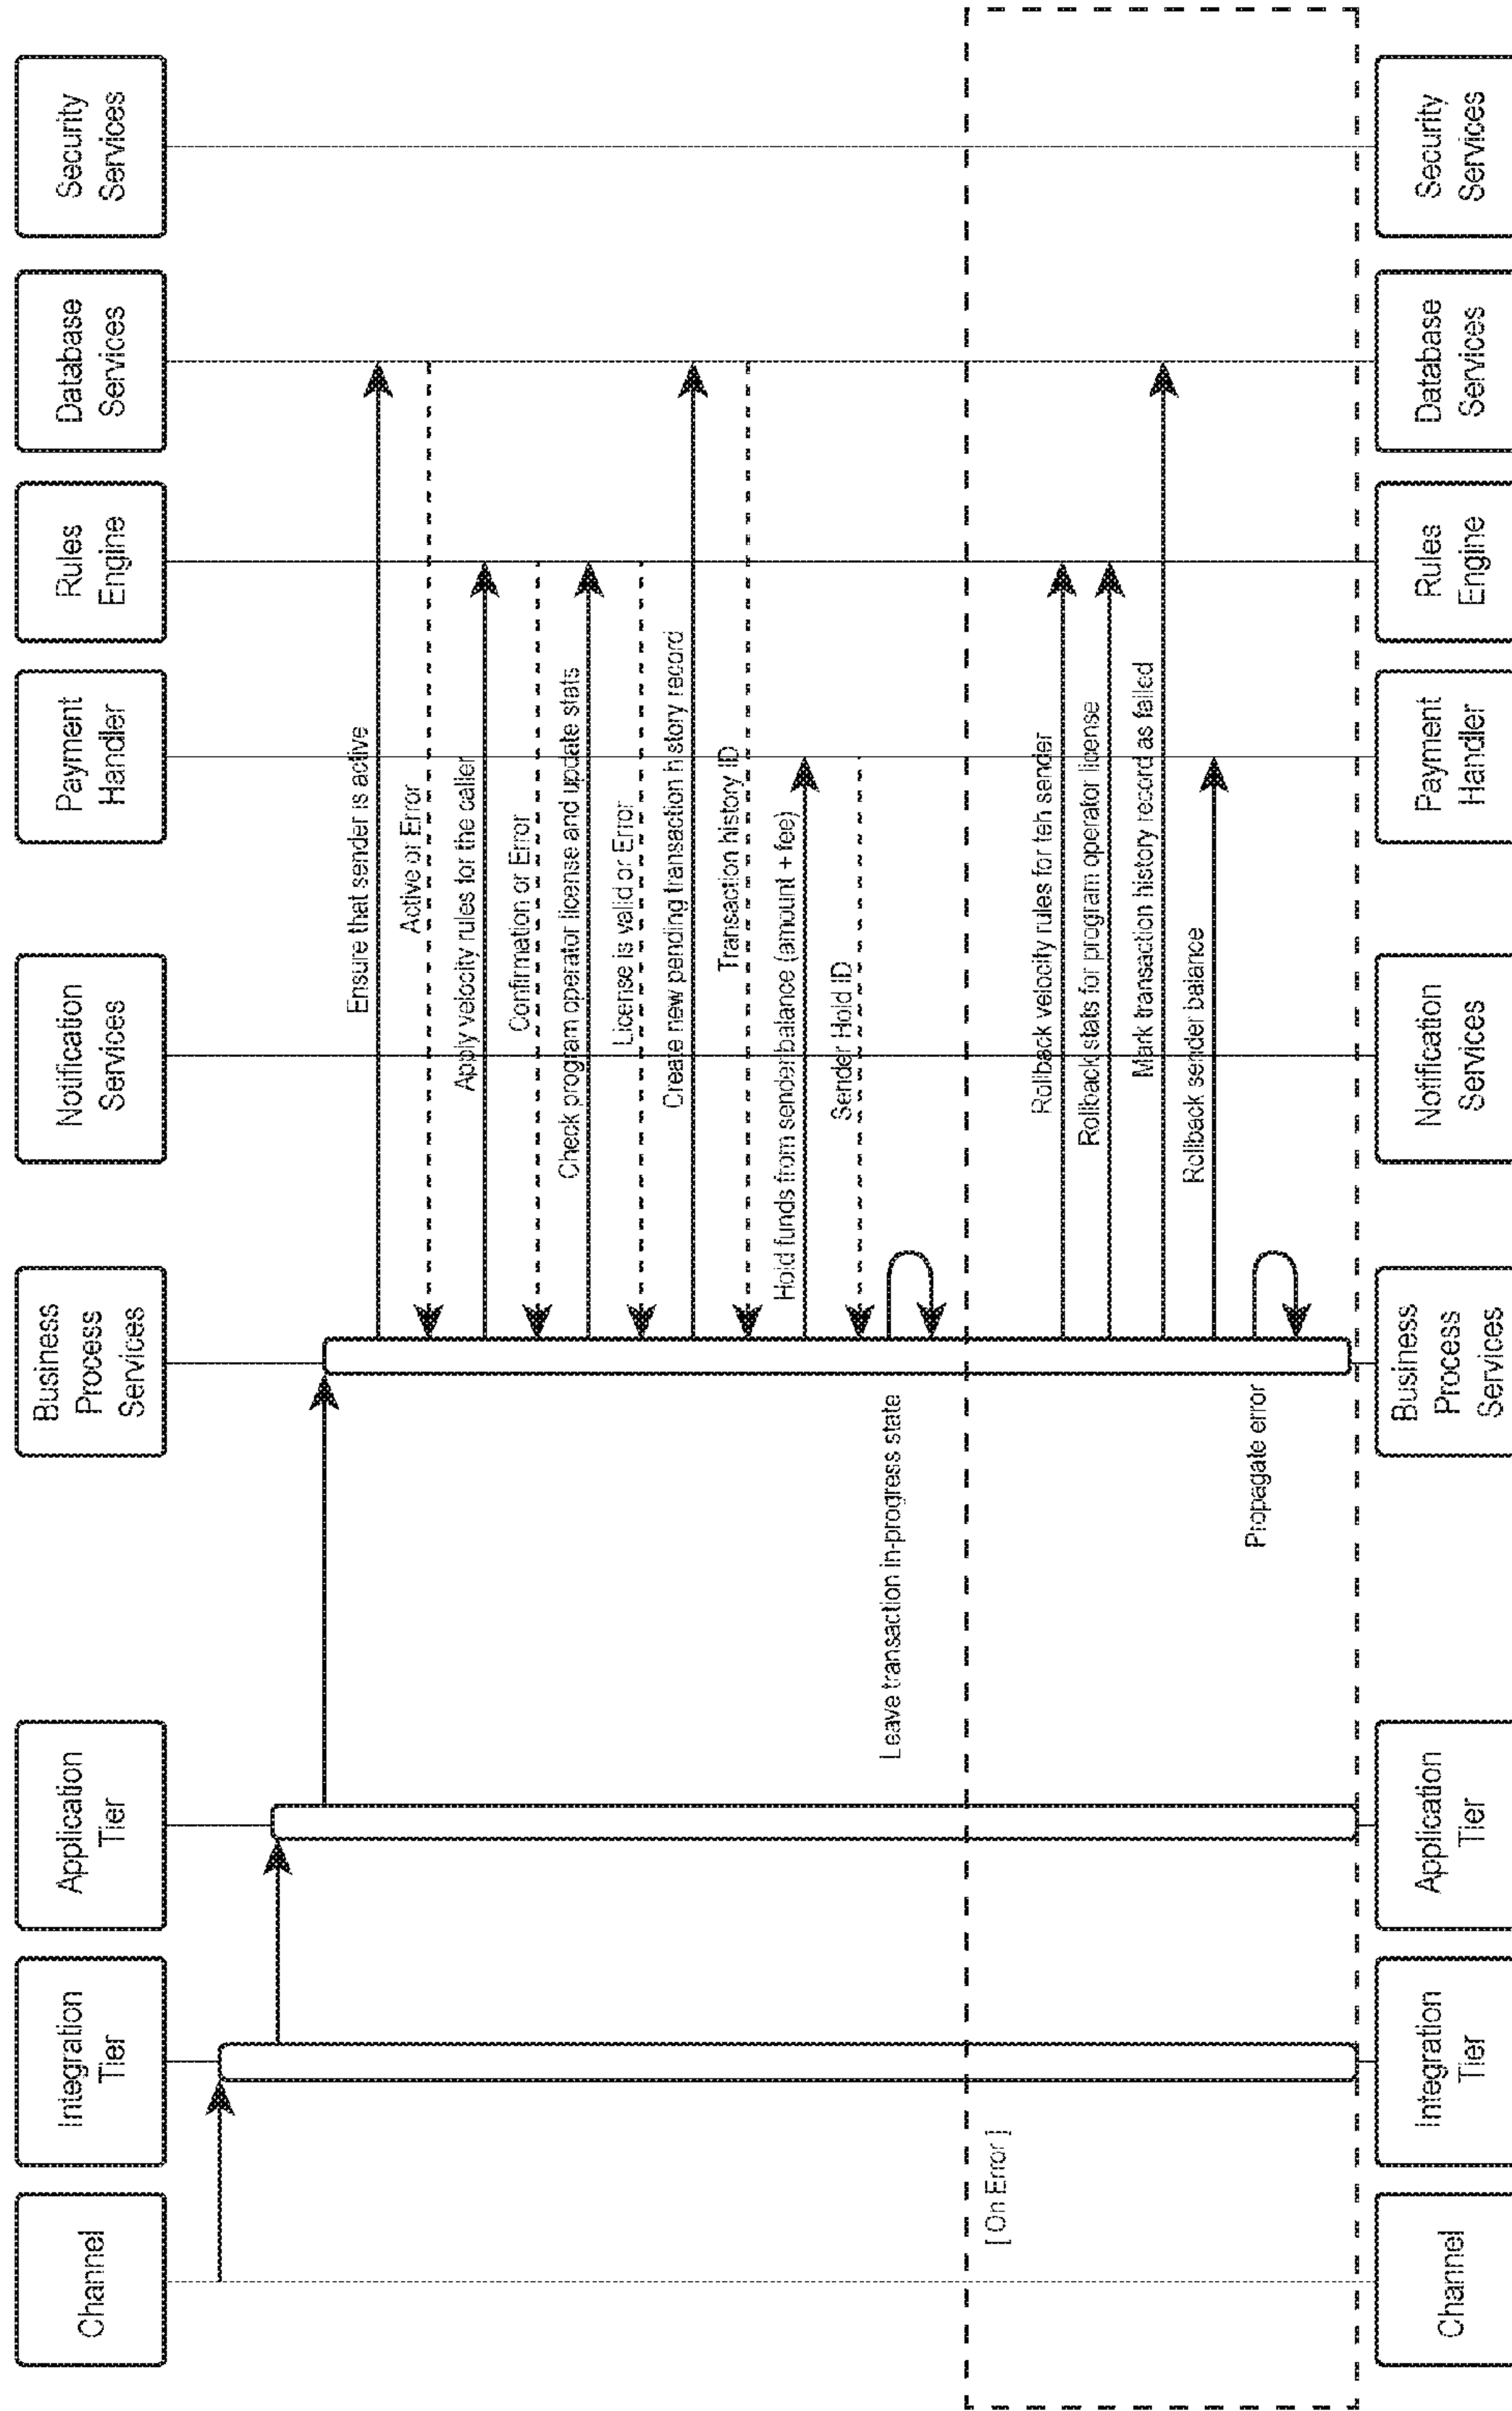 Channel
Integration
Tier
Application
Tier
Business
Process
Services
Notification
Services
Payment
Handler
Rules
Engine
Database
Services
Security
Services
Ensure that sender is active
Active or Error
Apply velocity rules for the caller
Confirmation or Error
Check program operator license and update stats
License is valid or Error
Create new pending transaction history record
Transaction history ID
Hold funds from sender balance (amount + fee)
Sender Hold ID
Leave transaction in-progress state
[ On Error ]
Rollback velocity rules for teh sender
Rollback stats for program operator license
Mark transaction history record as failed
Rollback sender balance
Propagate error
Channel
Integration
Tier
Application
Tier
Business
Process
Services
Notification
Services
Payment
Handler
Rules
Engine
Database
Services
Security
Services